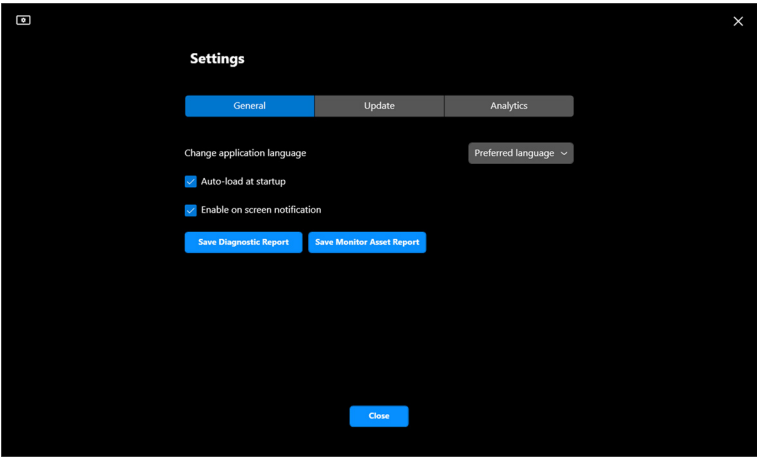 Settings
General Update Analytics
Change application language Preferred language
Auto-load at startup
Enable on screen notification
Save Diagnostic Report Save Monitor Asset Report
Close